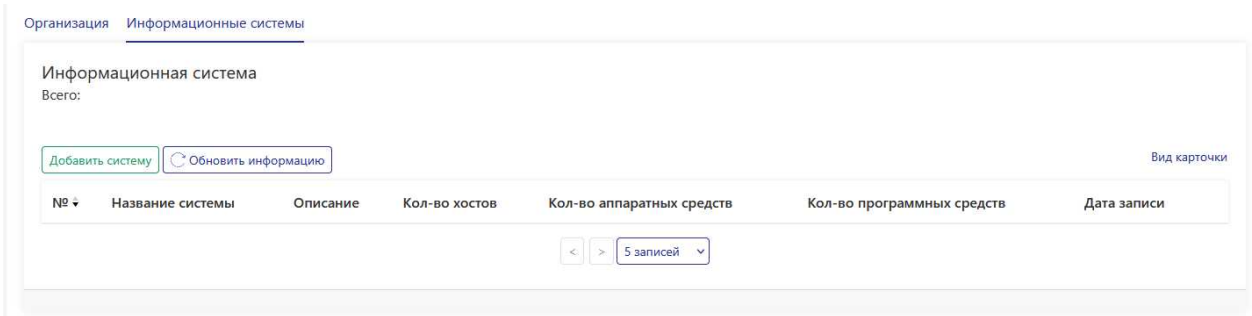 Организация Информационные системы
Информационная система
Всего:
Добавить систему Обновить информацию Вид карточки
№ Название системы Описание Кол-во хостов Кол-во аппаратных средств Кол-во программных средств Дата записи
< > 5 записей